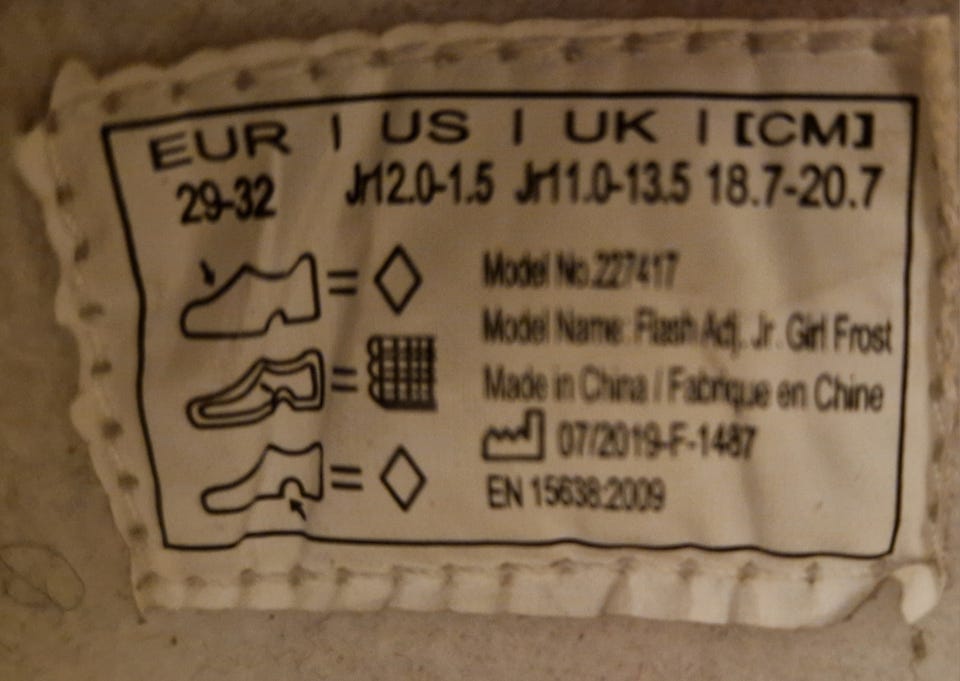 EUR | US | UK | [CM]
29-32 Jr12.0-1.5 Jr11.0-13.5 18.7-20.7
Model No.227417
Model Name: Flash Adj. Jr. Girl Frost
Made in China / Fabrique en Chine
07/2019-F-1487
EN 15638:2009